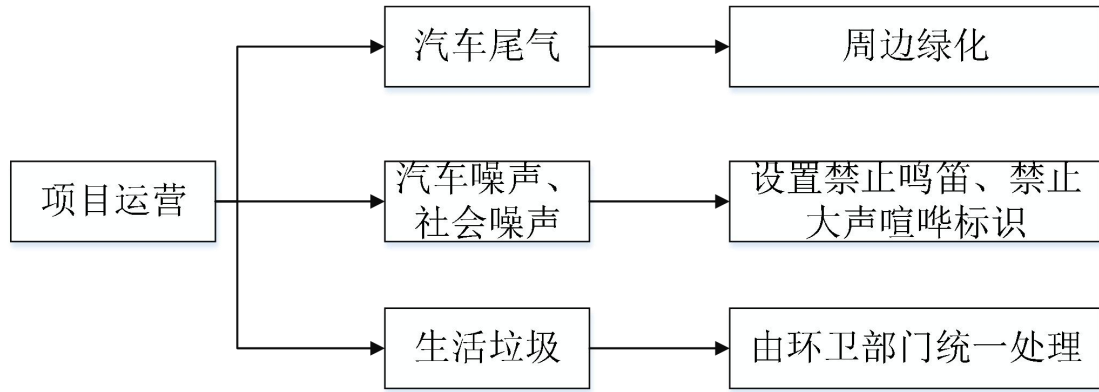 汽车尾气
周边绿化
项目运营
汽车噪声、
社会噪声
设置禁止鸣笛、禁止
大声喧哗标识
生活垃圾
由环卫部门统一处理